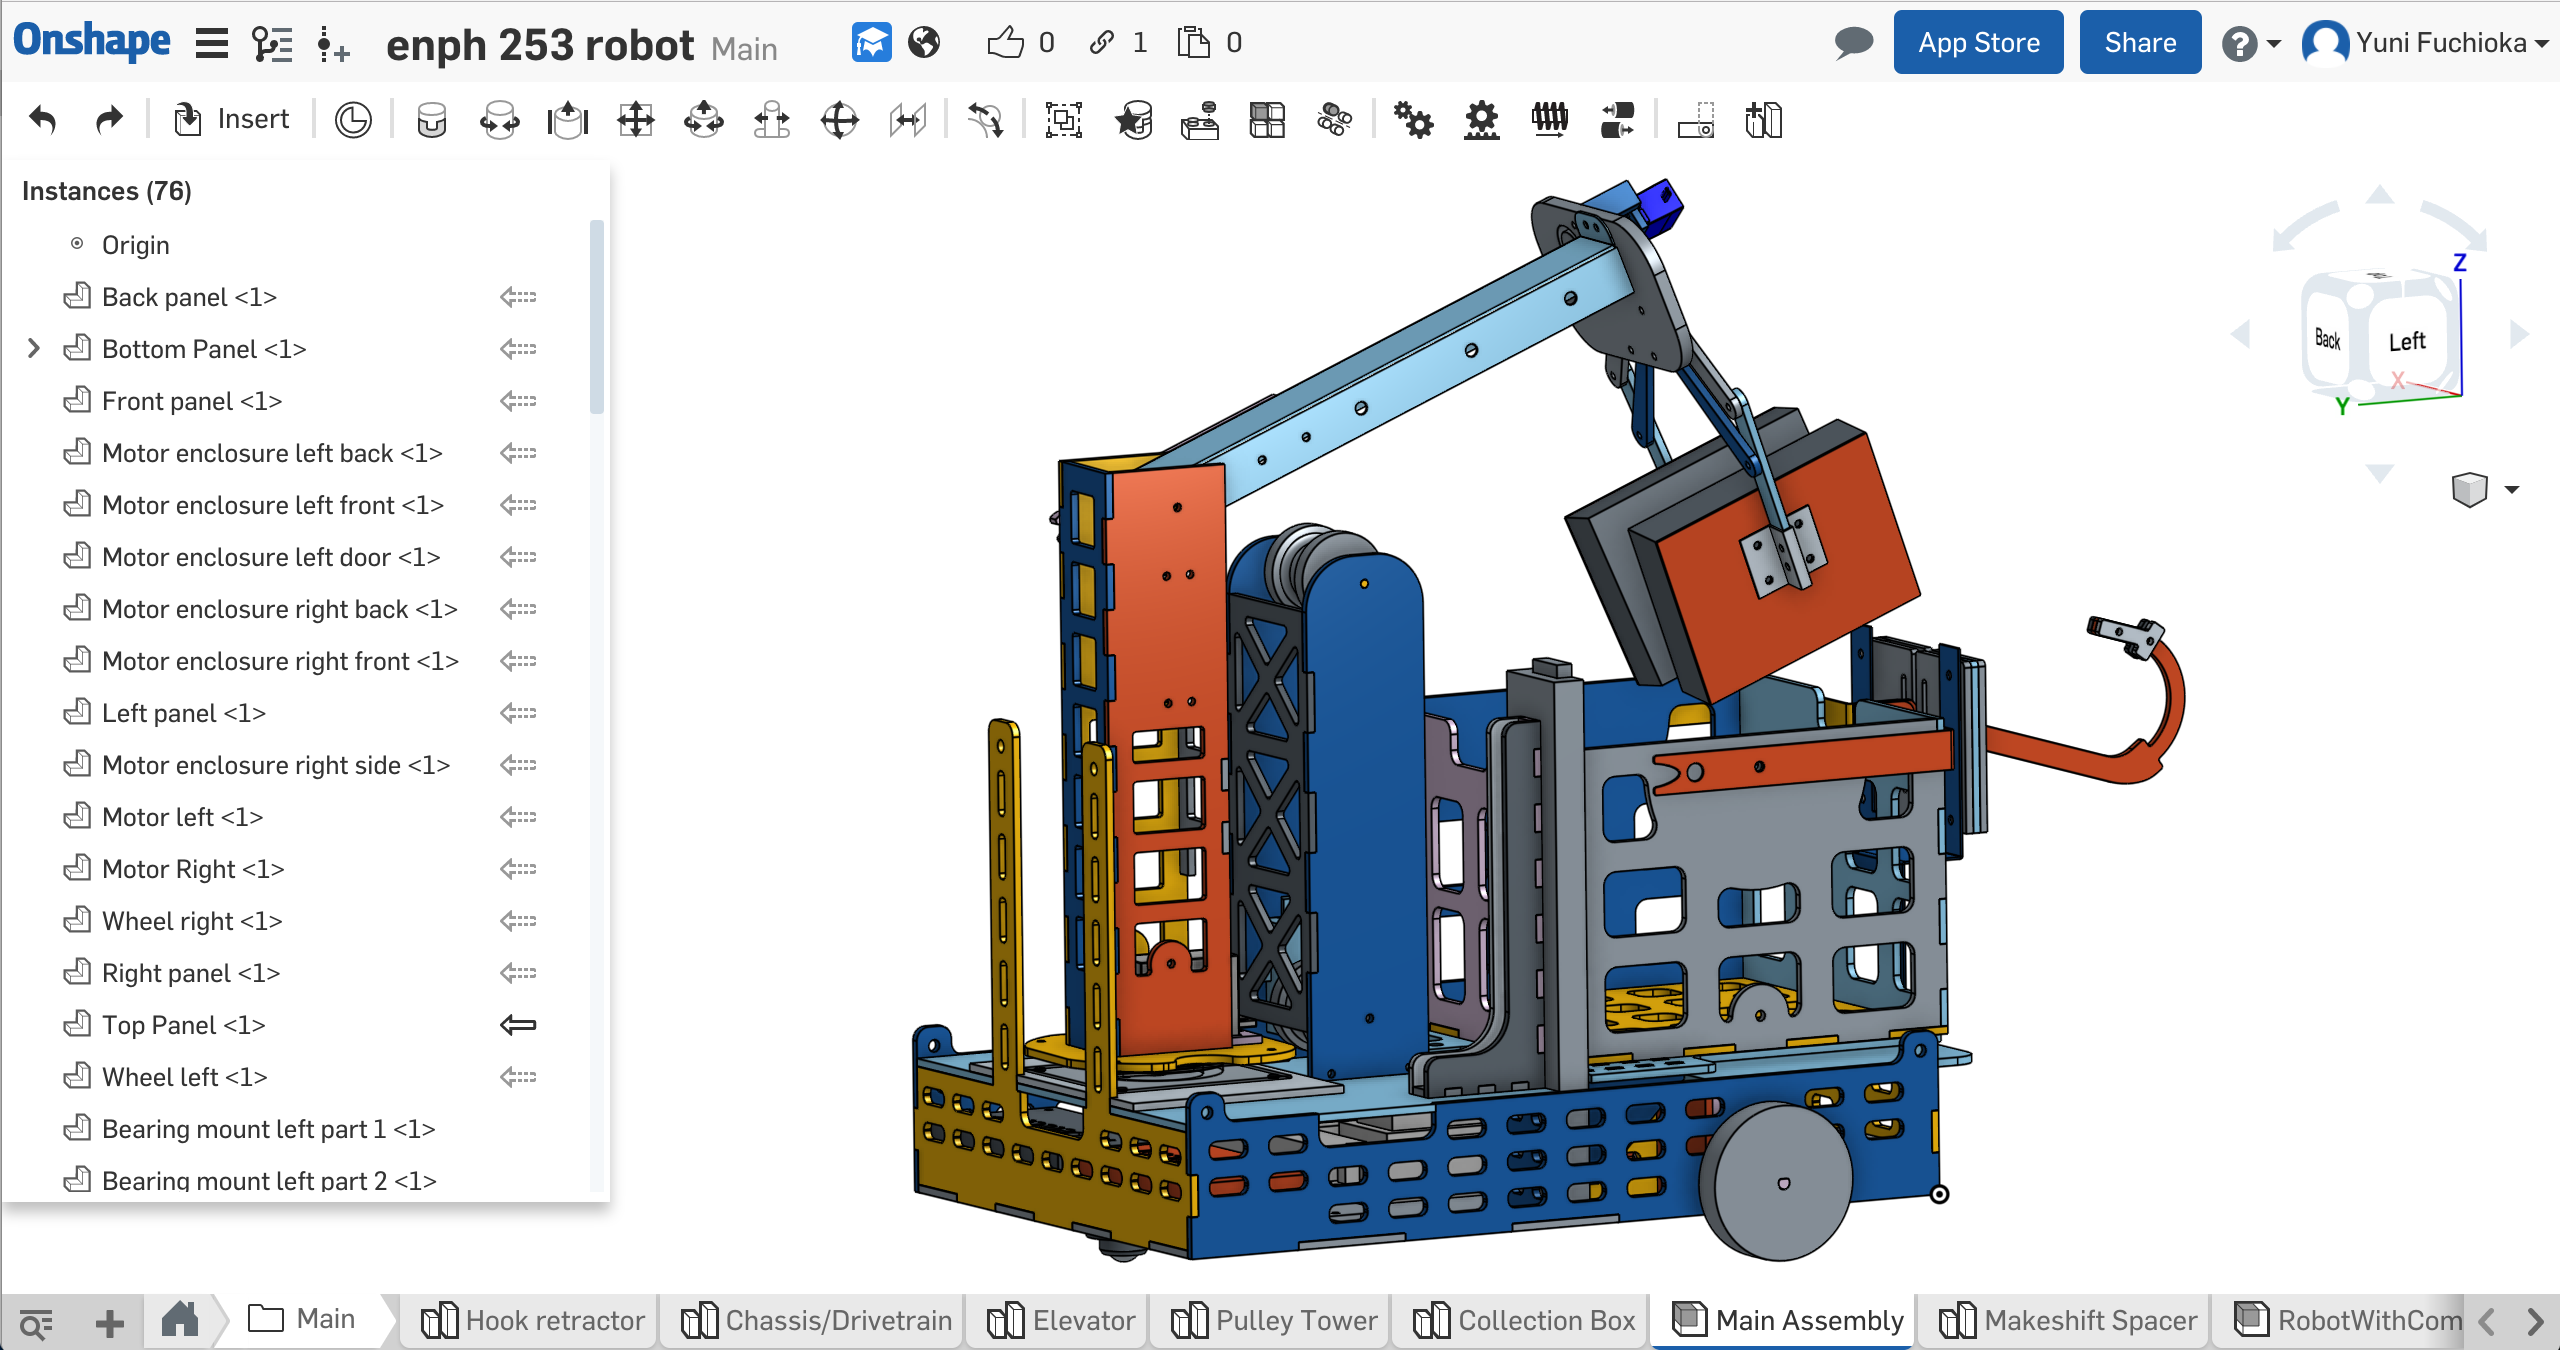 Onshape enph 253 robot Main 0 1 0 App Store Share ? Yuni Fuchioka
Insert
Instances (76)
Origin
Back panel <1>
Bottom Panel <1>
Front panel <1>
Motor enclosure left back <1>
Motor enclosure left front <1>
Motor enclosure left door <1>
Motor enclosure right back <1>
Motor enclosure right front <1>
Left panel <1>
Motor enclosure right side <1>
Motor left <1>
Motor Right <1>
Wheel right <1>
Right panel <1>
Top Panel <1>
Wheel left <1>
Bearing mount left part 1 <1>
Bearing mount left part 2 <1>
Z
Back Left
X
Y
Main Hook retractor Chassis/Drivetrain Elevator Pulley Tower Collection Box Main Assembly Makeshift Spacer RobotWithCom